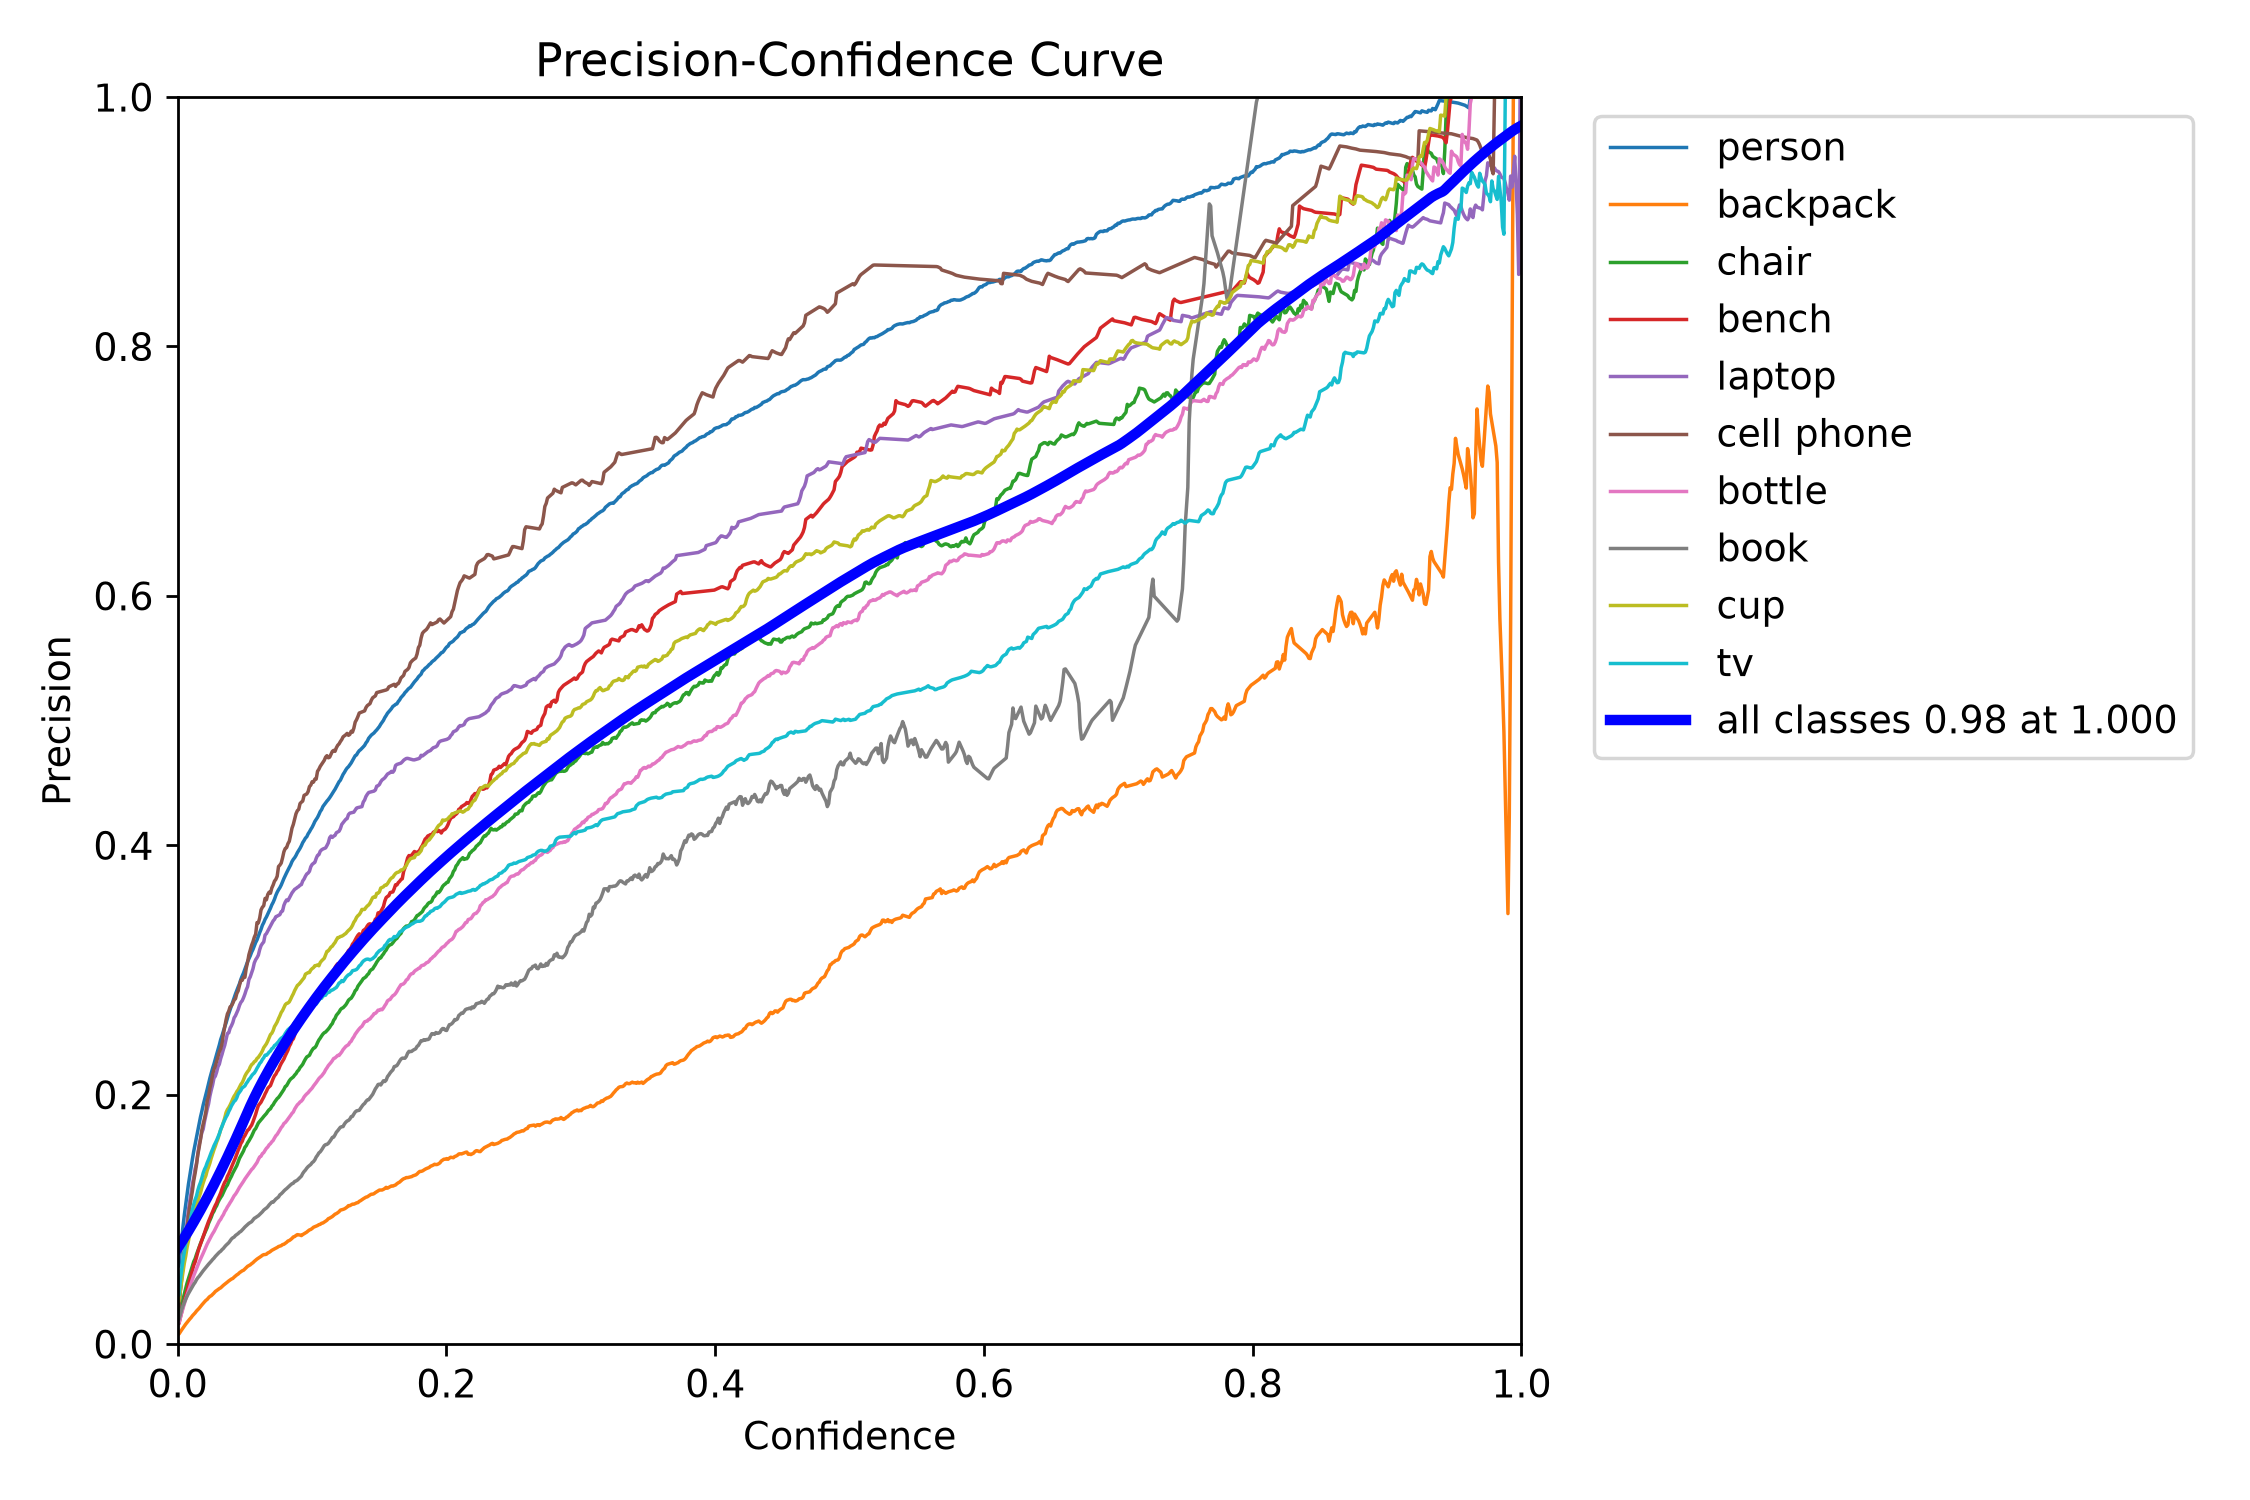 Precision-Confidence Curve
1.0
0.8
0.6
0.4
0.2
0.0
Precision
0.0 0.2 0.4 0.6 0.8 1.0
Confidence
person
backpack
chair
bench
laptop
cell phone
bottle
book
cup
tv
all classes 0.98 at 1.000